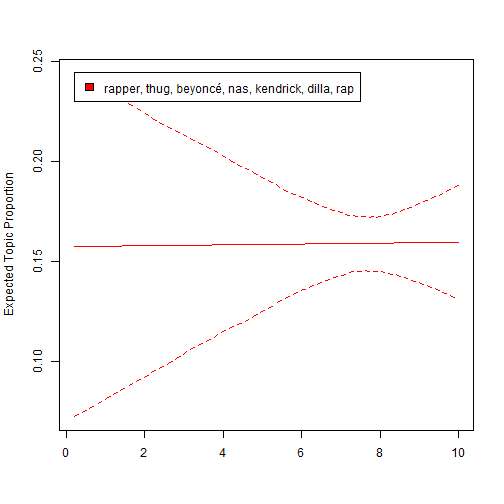 rapper, thug, beyoncé, nas, kendrick, dilla, rap
Expected Topic Proportion
0.25
0.20
0.15
0.10
0 2 4 6 8 10